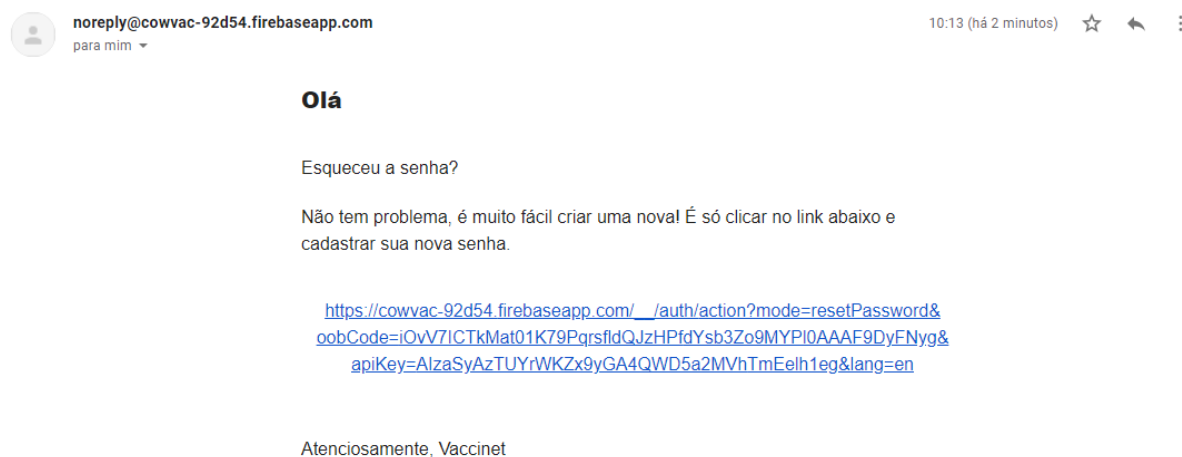 noreply@cowvac-92d54.firebaseapp.com
10:13 (há 2 minutos)
para mim
Olá
Esqueceu a senha?
Não tem problema, é muito fácil criar uma nova! É só clicar no link abaixo e
cadastrar sua nova senha.
https://cowvac-92d54.firebaseapp.com/__/auth/action?mode=resetPassword&
oobCode=iOvV7ICTkMat01K79PqrsfldQJzHPfdYsb3Zo9MYPl0AAAF9DyFNyg&
apiKey=AIzaSyAzTUYrWKZx9yGA4QWD5a2MVhTmEelh1eg&lang=en
Atenciosamente, Vaccinet